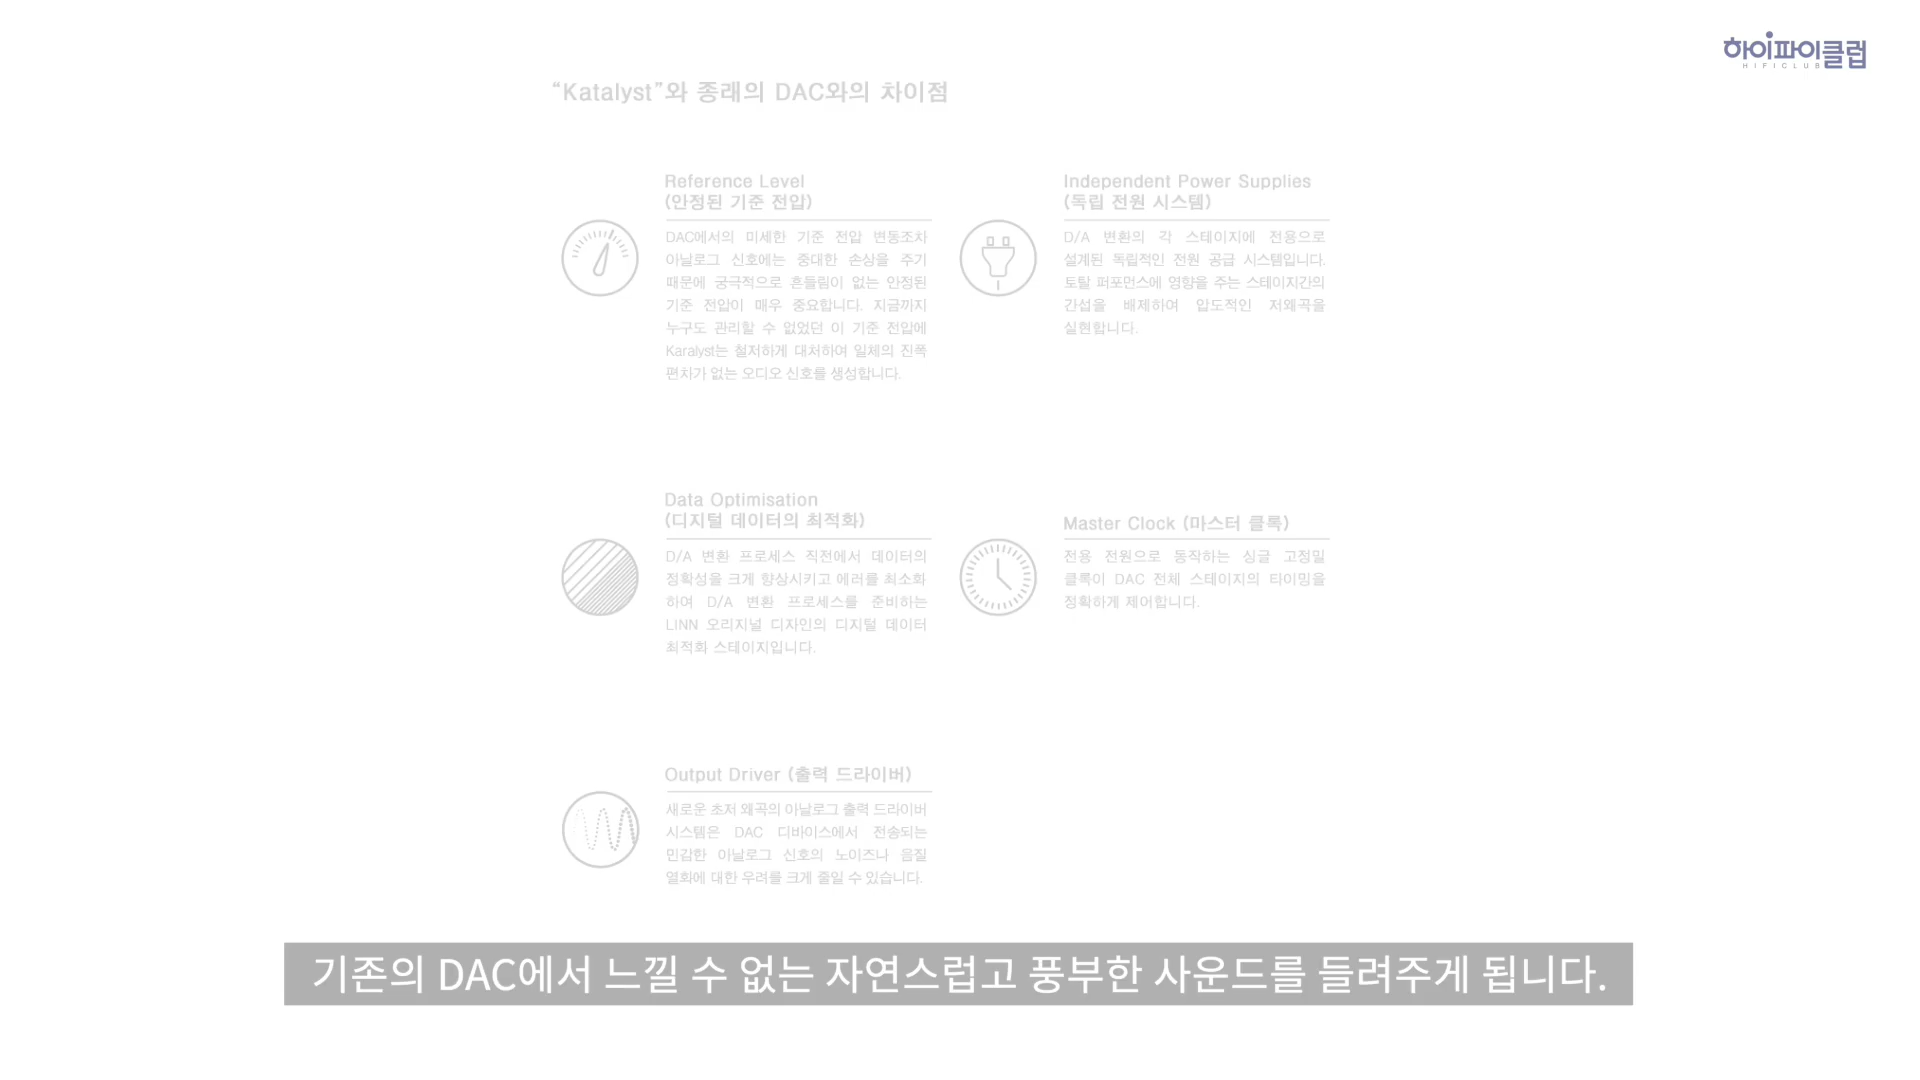 하이파이클럽
HIFICLUB
“Katalyst”와 종래의 DAC와의 차이점
Reference Level
(안정된 기준 전압)
DAC에서의 미세한 기준 전압 변동조차
아날로그 신호에는 중대한 손상을 주기
때문에 궁극적으로 흔들림이 없는 안정된
기준 전압이 매우 중요합니다. 지금까지
누구도 관리할 수 없었던 이 기준 전압에
Karalyst는 철저하게 대처하여 일체의 진폭
편차가 없는 오디오 신호를 생성합니다.
Independent Power Supplies
(독립 전원 시스템)
D/A 변환의 각 스테이지에 전용으로
설계된 독립적인 전원 공급 시스템입니다.
토탈 퍼포먼스에 영향을 주는 스테이지간의
간섭을 배제하여 압도적인 저왜곡을
실현합니다.
Data Optimisation
(디지털 데이터의 최적화)
D/A 변환 프로세스 직전에서 데이터의
정확성을 크게 향상시키고 에러를 최소화
하여 D/A 변환 프로세스를 준비하는
LINN 오리지널 디자인의 디지털 데이터
최적화 스테이지입니다.
Master Clock (마스터 클록)
전용 전원으로 동작하는 싱글 고정밀
클록이 DAC 전체 스테이지의 타이밍을
정확하게 제어합니다.
Output Driver (출력 드라이버)
새로운 초저 왜곡의 아날로그 출력 드라이버
시스템은 DAC 디바이스에서 전송되는
민감한 아날로그 신호의 노이즈나 음질
열화에 대한 우려를 크게 줄일 수 있습니다.
기존의 DAC에서 느낄 수 없는 자연스럽고 풍부한 사운드를 들려주게 됩니다.